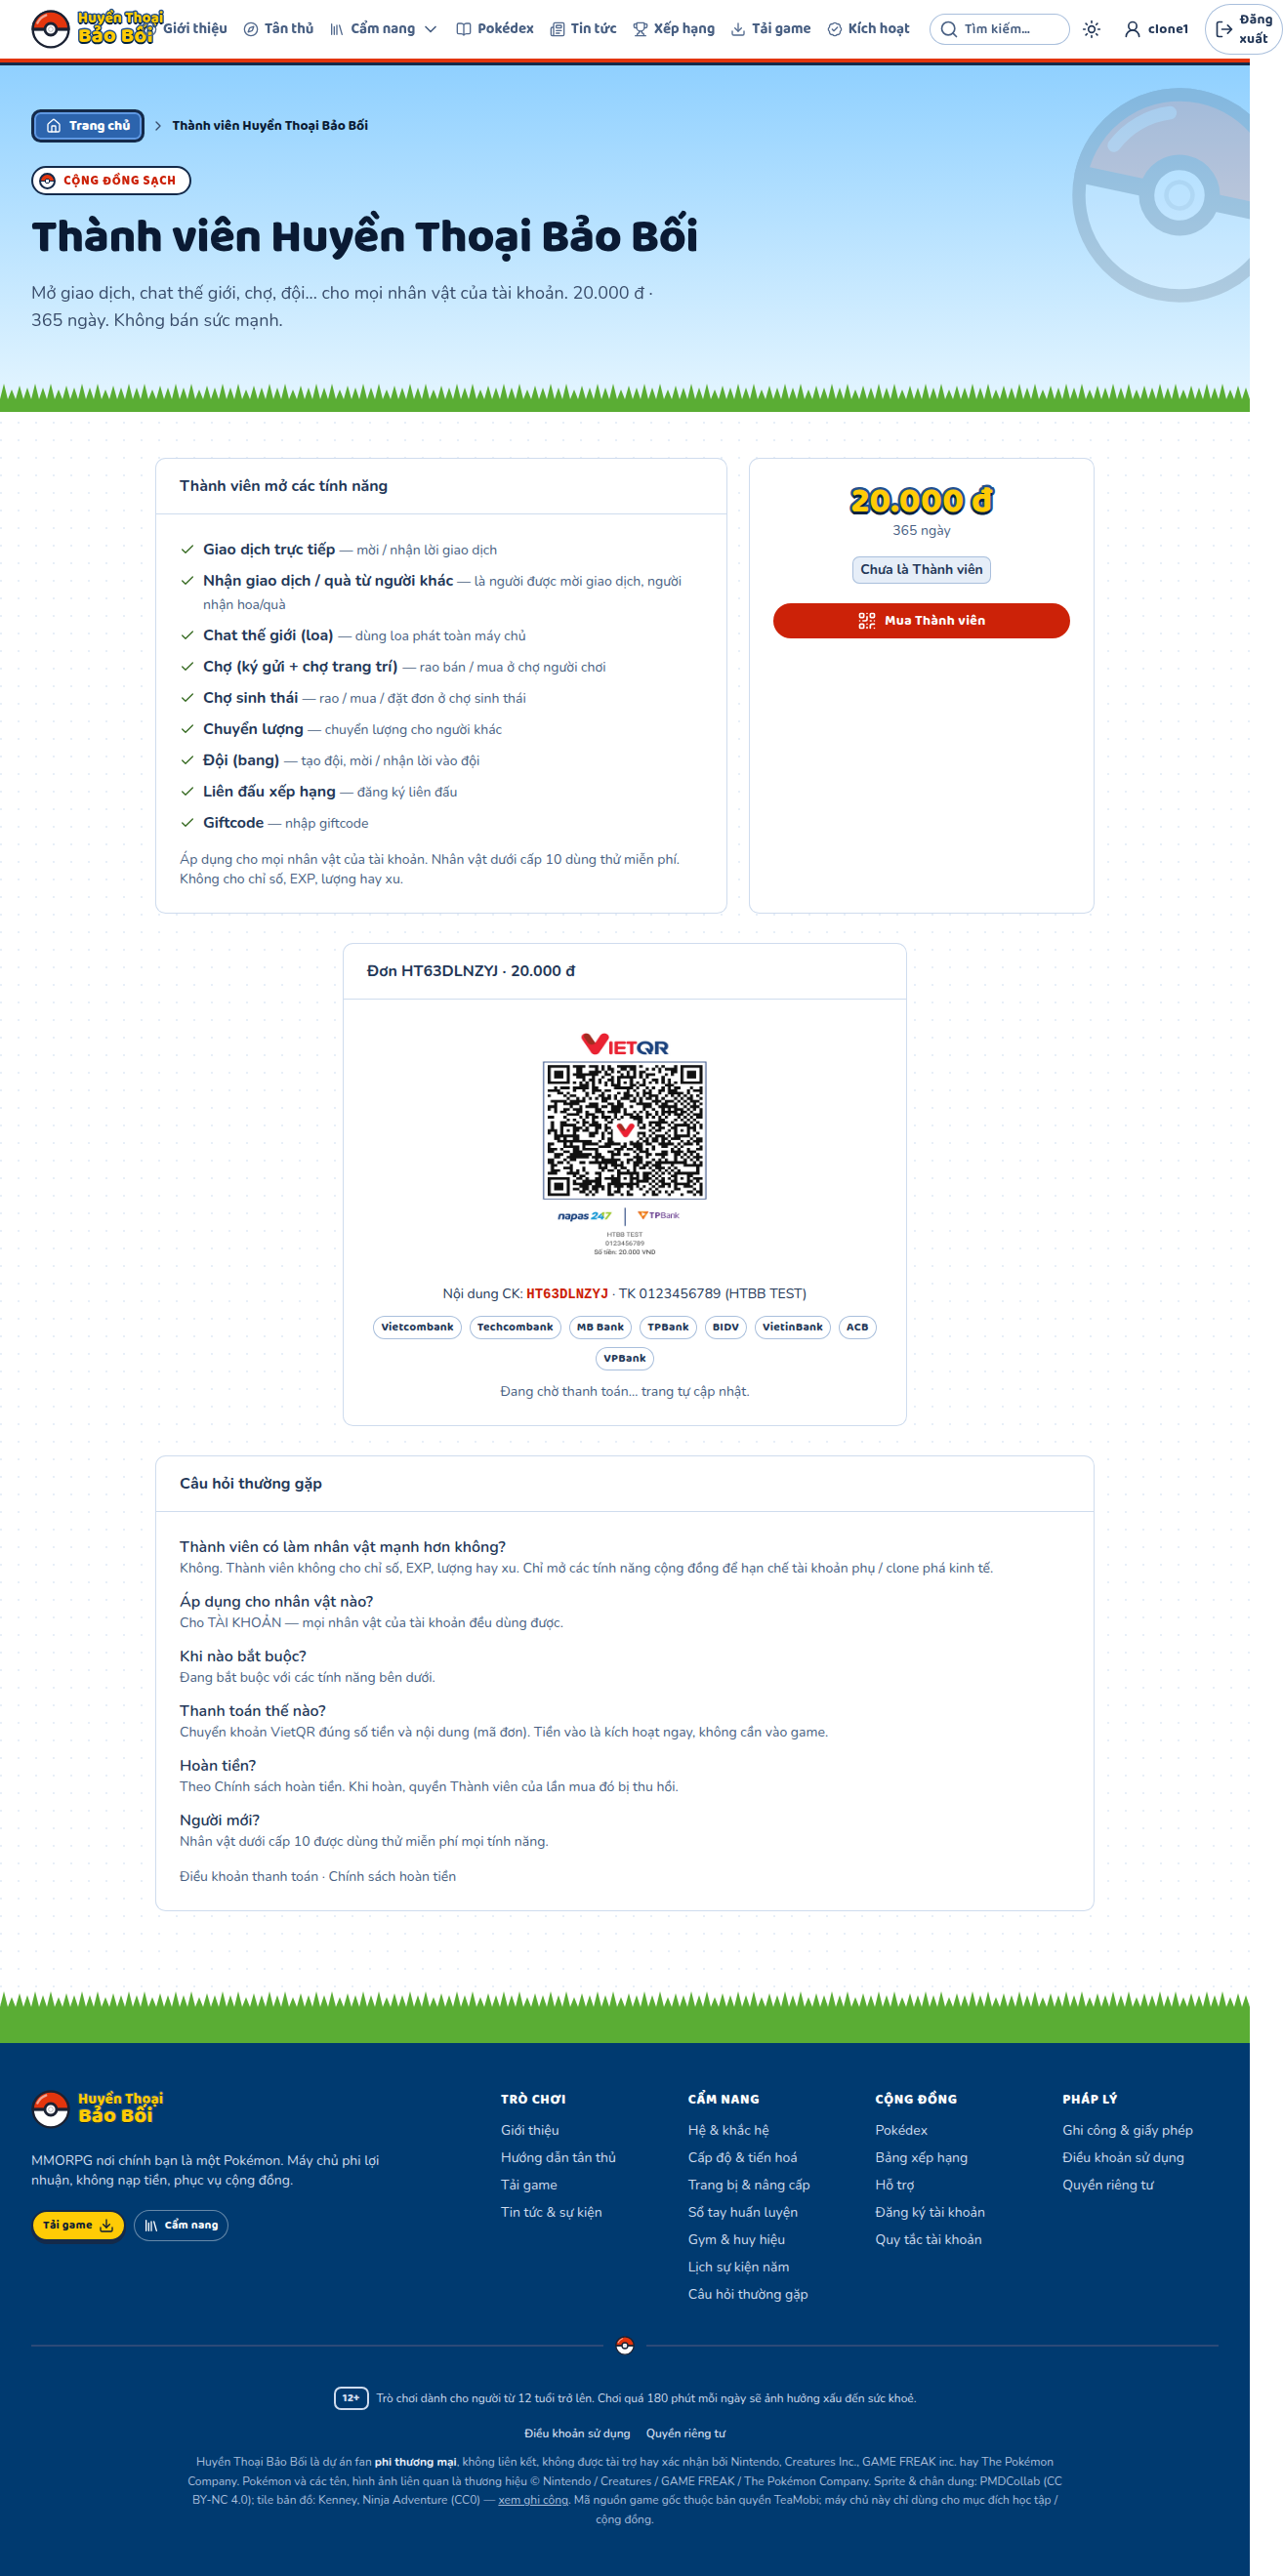 Huyền Thoại
Bảo Bối
Giới thiệu
Tân thủ
Cẩm nang
Pokédex
Tin tức
Xếp hạng
Tải game
Kích hoạt
Tìm kiếm...
clone1
Đăng
xuất
Trang chủ
Thành viên Huyền Thoại Bảo Bối
CỘNG ĐỒNG SẠCH
Thành viên Huyền Thoại Bảo Bối
Mở giao dịch, chat thế giới, chợ, đội... cho mọi nhân vật của tài khoản. 20.000 đ ·
365 ngày. Không bán sức mạnh.
Thành viên mở các tính năng
Giao dịch trực tiếp — mời / nhận lời giao dịch
Nhận giao dịch / quà từ người khác — là người được mời giao dịch, người
nhận hoa/quà
Chat thế giới (loa) — dùng loa phát toàn máy chủ
Chợ (ký gửi + chợ trang trí) — rao bán / mua ở chợ người chơi
Chợ sinh thái — rao / mua / đặt đơn ở chợ sinh thái
Chuyển lượng — chuyển lượng cho người khác
Đội (bang) — tạo đội, mời / nhận lời vào đội
Liên đấu xếp hạng — đăng ký liên đấu
Giftcode — nhập giftcode
Áp dụng cho mọi nhân vật của tài khoản. Nhân vật dưới cấp 10 dùng thử miễn phí.
Không cho chỉ số, EXP, lượng hay xu.
20.000 đ
365 ngày
Chưa là Thành viên
Mua Thành viên
Đơn HT63DLNZYJ · 20.000 đ
VIETQR
napas 247
TPBank
HTBB TEST
0123456789
Số tiền: 20.000 VND
Nội dung CK: HT63DLNZYJ · TK 0123456789 (HTBB TEST)
Vietcombank
Techcombank
MB Bank
TPBank
BIDV
VietinBank
ACB
VPBank
Đang chờ thanh toán... trang tự cập nhật.
Câu hỏi thường gặp
Thành viên có làm nhân vật mạnh hơn không?
Không. Thành viên không cho chỉ số, EXP, lượng hay xu. Chỉ mở các tính năng cộng đồng để hạn chế tài khoản phụ / clone phá kinh tế.
Áp dụng cho nhân vật nào?
Cho TÀI KHOẢN — mọi nhân vật của tài khoản đều dùng được.
Khi nào bắt buộc?
Đang bắt buộc với các tính năng bên dưới.
Thanh toán thế nào?
Chuyển khoản VietQR đúng số tiền và nội dung (mã đơn). Tiền vào là kích hoạt ngay, không cần vào game.
Hoàn tiền?
Theo Chính sách hoàn tiền. Khi hoàn, quyền Thành viên của lần mua đó bị thu hồi.
Người mới?
Nhân vật dưới cấp 10 được dùng thử miễn phí mọi tính năng.
Điều khoản thanh toán · Chính sách hoàn tiền
Huyền Thoại
Bảo Bối
MMORPG nơi chính bạn là một Pokémon. Máy chủ phi lợi
nhuận, không nạp tiền, phục vụ cộng đồng.
Tải game
Cẩm nang
TRÒ CHƠI
Giới thiệu
Hướng dẫn tân thủ
Tải game
Tin tức & sự kiện
CẨM NANG
Hệ & khắc hệ
Cấp độ & tiến hoá
Trang bị & nâng cấp
Sổ tay huấn luyện
Gym & huy hiệu
Lịch sự kiện năm
Câu hỏi thường gặp
CỘNG ĐỒNG
Pokédex
Bảng xếp hạng
Hỗ trợ
Đăng ký tài khoản
Quy tắc tài khoản
PHÁP LÝ
Ghi công & giấy phép
Điều khoản sử dụng
Quyền riêng tư
12+ Trò chơi dành cho người từ 12 tuổi trở lên. Chơi quá 180 phút mỗi ngày sẽ ảnh hưởng xấu đến sức khoẻ.
Điều khoản sử dụng Quyền riêng tư
Huyền Thoại Bảo Bối là dự án fan phi thương mại, không liên kết, không được tài trợ hay xác nhận bởi Nintendo, Creatures Inc., GAME FREAK inc. hay The Pokémon
Company. Pokémon và các tên, hình ảnh liên quan là thương hiệu © Nintendo / Creatures / GAME FREAK / The Pokémon Company. Sprite & chân dung: PMDCollab (CC
BY-NC 4.0); tile bản đồ: Kenney, Ninja Adventure (CC0) — xem ghi công. Mã nguồn game gốc thuộc bản quyền TeaMobi; máy chủ này chỉ dùng cho mục đích học tập /
cộng đồng.